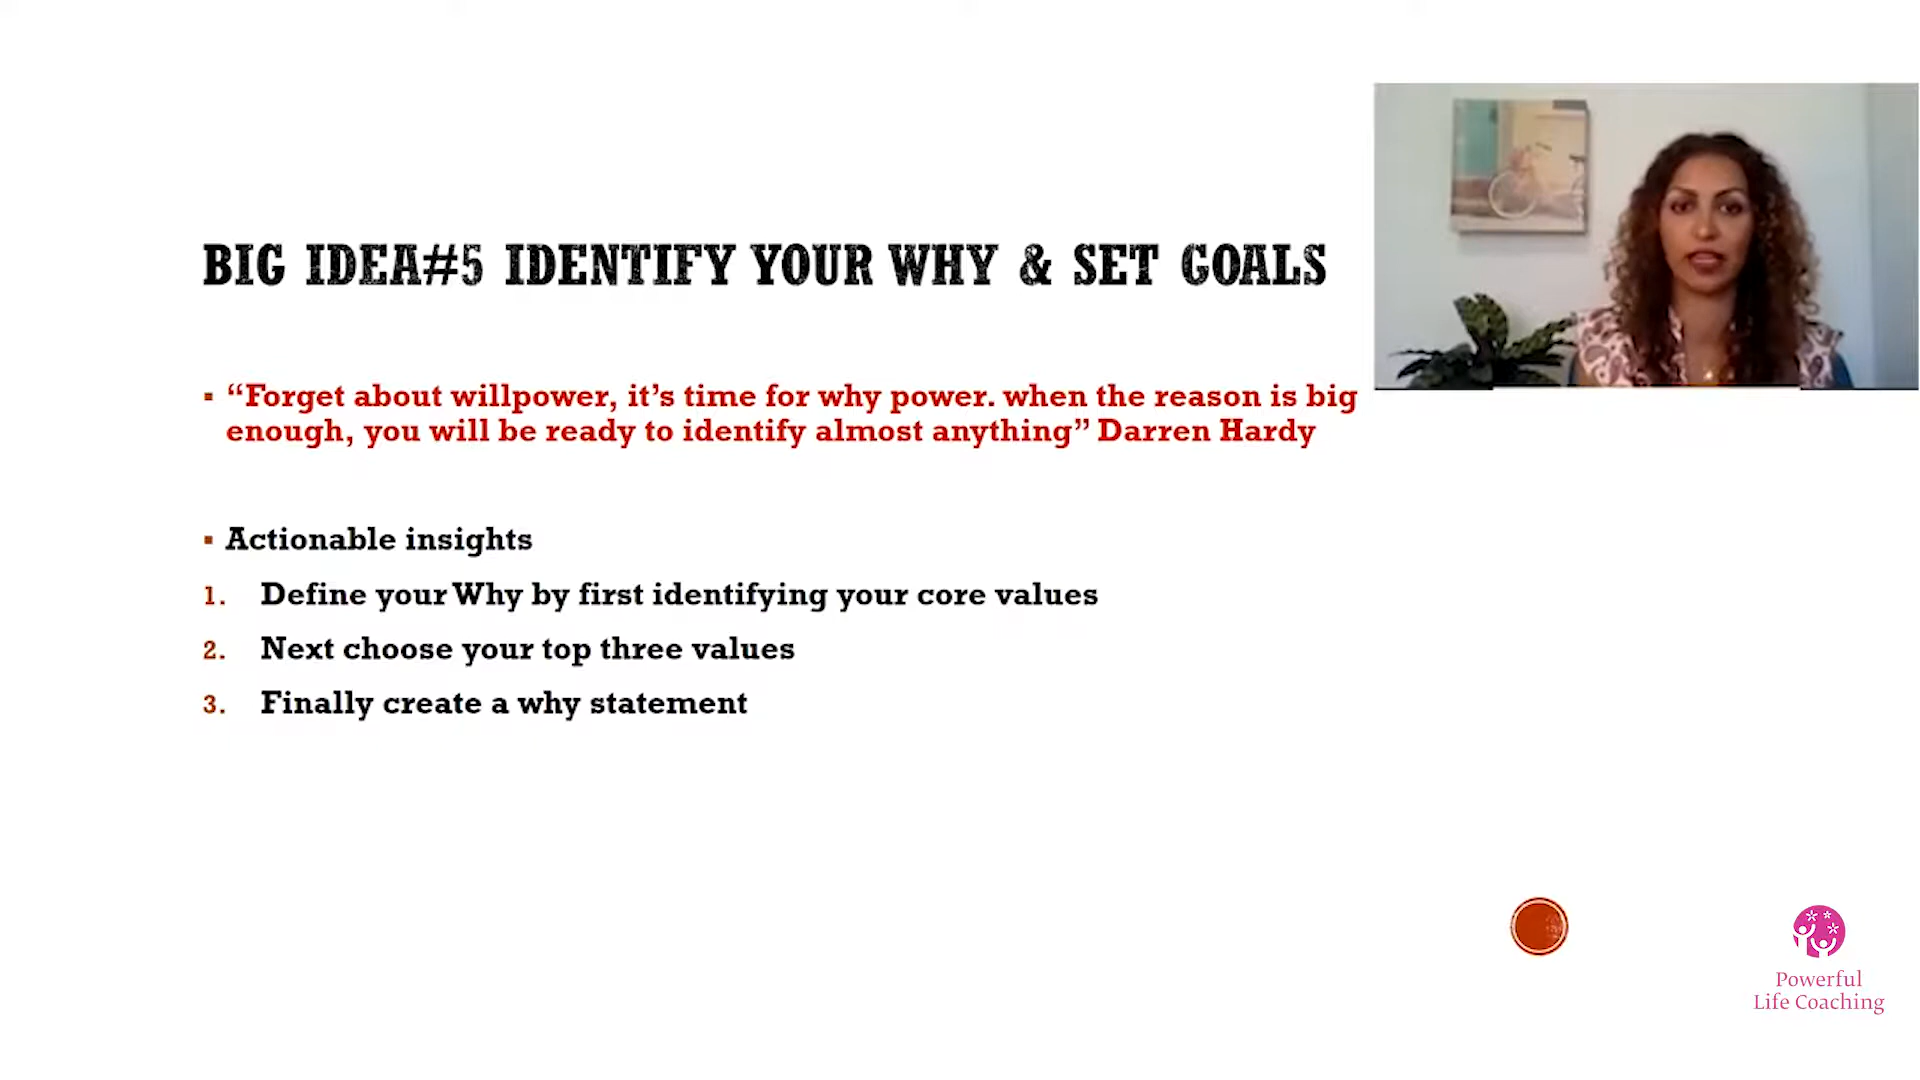 BIG IDEA#5 IDENTIFY YOUR WHY & SET GOALS
▪ “Forget about willpower, it’s time for why power. when the reason is big
enough, you will be ready to identify almost anything” Darren Hardy
▪ Actionable insights
1. Define your Why by first identifying your core values
2. Next choose your top three values
3. Finally create a why statement
Powerful
Life Coaching